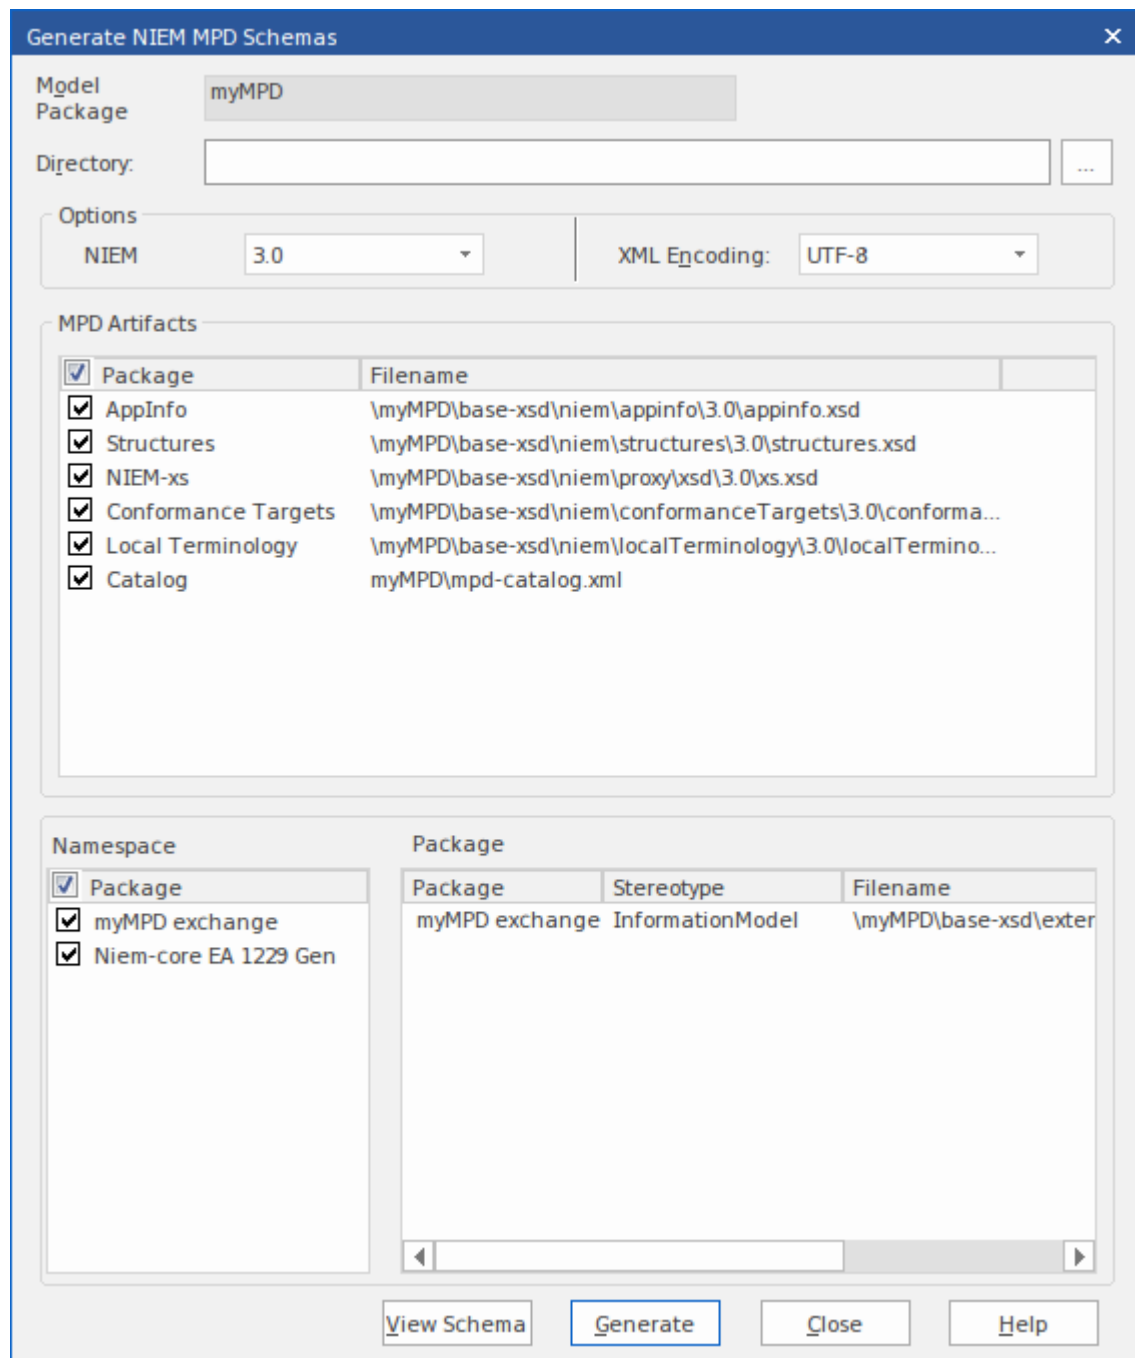 Generate NIEM MPD Schemas
Model Package
myMPD
Directory:
...
Options
NIEM
3.0
XML Encoding:
UTF-8
MPD Artifacts
Package Filename
AppInfo \myMPD\base-xsd\niem\appinfo\3.0\appinfo.xsd
Structures \myMPD\base-xsd\niem\structures\3.0\structures.xsd
NIEM-xs \myMPD\base-xsd\niem\proxy\xsd\3.0\xs.xsd
Conformance Targets \myMPD\base-xsd\niem\conformanceTargets\3.0\conforma...
Local Terminology \myMPD\base-xsd\niem\localTerminology\3.0\localTermino...
Catalog myMPD\mpd-catalog.xml
Namespace
Package
myMPD exchange
Niem-core EA 1229 Gen
Package
Package Stereotype Filename
myMPD exchange InformationModel \myMPD\base-xsd\exter
View Schema Generate Close Help